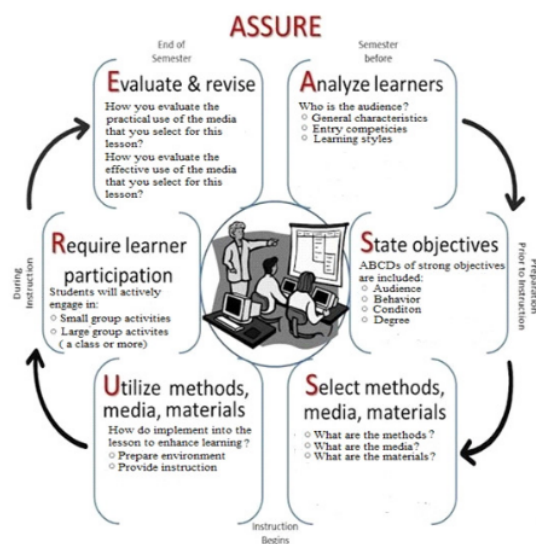 ASSURE
End of
Semester
Semester
before
Evaluate & revise
How you evaluate the
practical use of the media
that you select for this
lesson?
How you evaluate the
effective use of the media
that you select for this
lesson?
Analyze learners
Who is the audience?
General characteristics
Entry competicies
Learning styles
Require learner
participation
Students will actively
engage in:
Small group activities
Large group activites
( a class or more)
State objectives
ABCDs of strong objectives
are included:
Audience
Behavior
Conditon
Degree
During
Instruction
Preparation
Prior to Instruction
Utilize methods,
media, materials
How do implement into the
lesson to enhance learning?
Prepare environment
Provide instruction
Select methods,
media, materials
What are the methods?
What are the media?
What are the materials?
Instruction
Begins